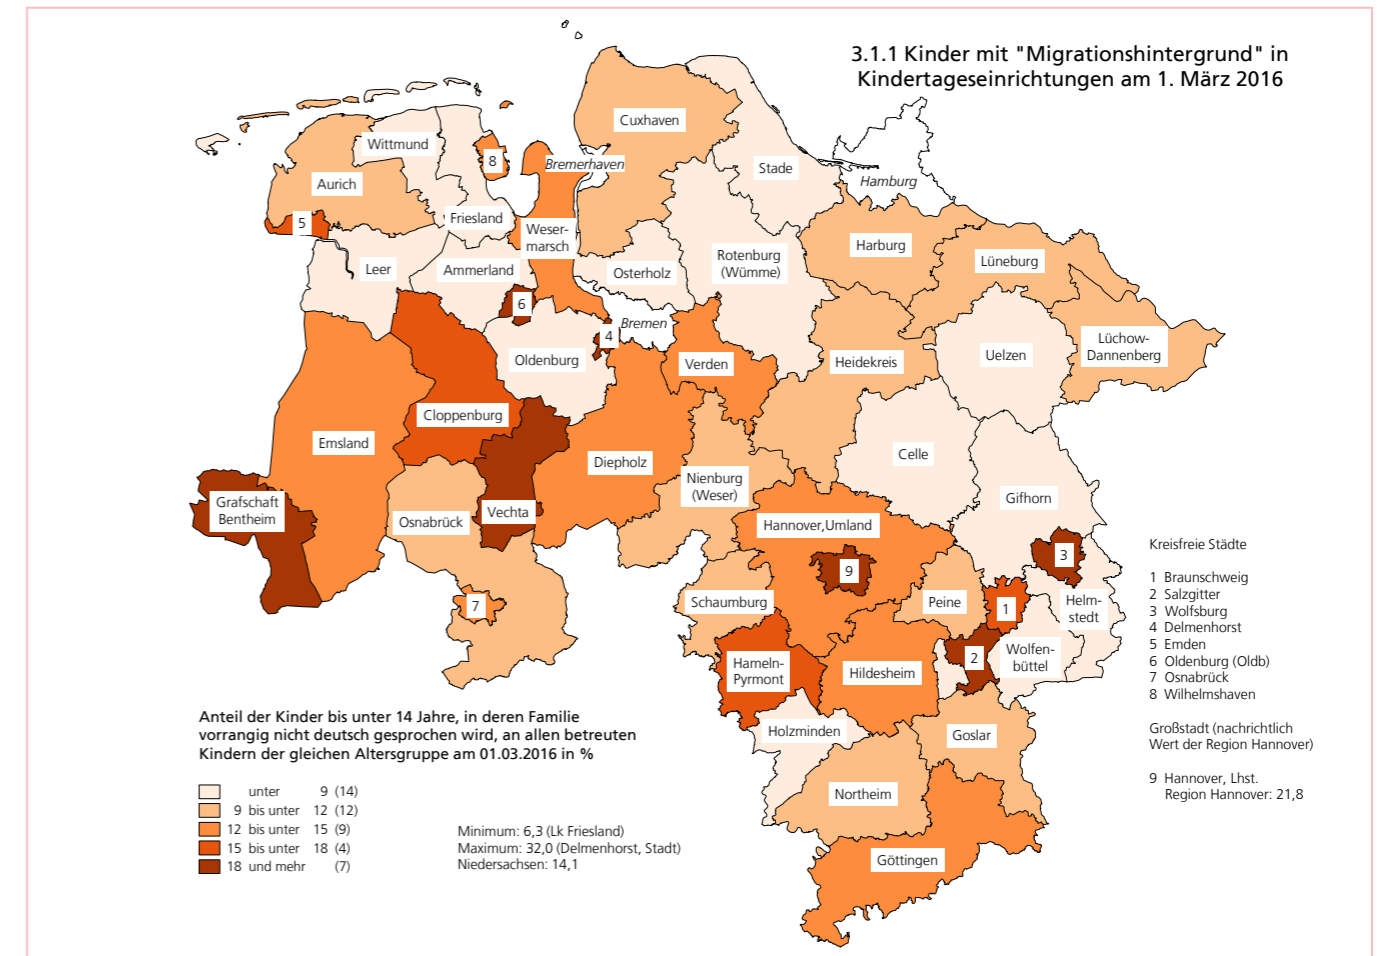 3.1.1 Kinder mit "Migrationshintergrund" in
Kindertageseinrichtungen am 1. März 2016
Cuxhaven
Wittmund
8
Bremerhaven
Stade
Aurich
Hamburg
Friesland
5
Weser-
marsch
Harburg
Lüneburg
Leer
Ammerland
Osterholz
Rotenburg
(Wümme)
6
Bremen
4
Oldenburg
Verden
Heidekreis
Uelzen
Lüchow-
Dannenberg
Cloppenburg
Emsland
Diepholz
Celle
Nienburg
(Weser)
Gifhorn
Grafschaft
Bentheim
Osnabrück
Vechta
Hannover,Umland
3
9
7
Schaumburg
Peine
1
Helm-
stedt
2
Wolfen-
büttel
Hameln-
Pyrmont
Hildesheim
Holzminden
Goslar
Northeim
Göttingen
Kreisfreie Städte
1 Braunschweig
2 Salzgitter
3 Wolfsburg
4 Delmenhorst
5 Emden
6 Oldenburg (Oldb)
7 Osnabrück
8 Wilhelmshaven
Großstadt (nachrichtlich
Wert der Region Hannover)
9 Hannover, Lhst.
Region Hannover: 21,8
Anteil der Kinder bis unter 14 Jahre, in deren Familie
vorrangig nicht deutsch gesprochen wird, an allen betreuten
Kindern der gleichen Altersgruppe am 01.03.2016 in %
unter 9 (14)
9 bis unter 12 (12)
12 bis unter 15 (9)
15 bis unter 18 (4)
18 und mehr (7)
Minimum: 6,3 (Lk Friesland)
Maximum: 32,0 (Delmenhorst, Stadt)
Niedersachsen: 14,1